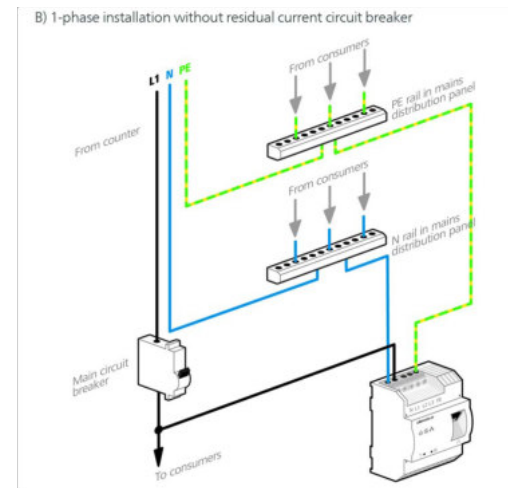 B) 1-phase installation without residual current circuit breaker
L1 N PE
From consumers
PE rail in mains
distribution panel
From counter
From consumers
N rail in mains
distribution panel
Main circuit
breaker
To consumers